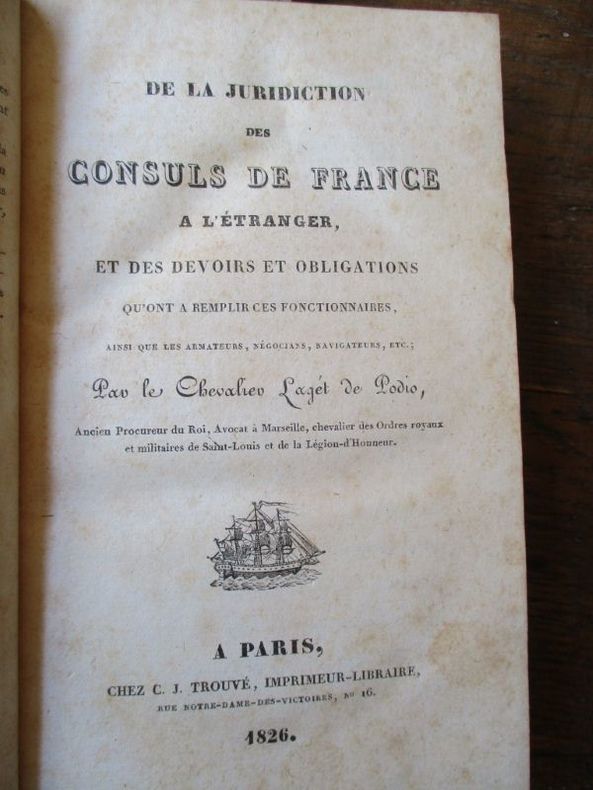 DE LA JURIDICTION
DES
CONSULS DE FRANCE
A L'ÉTRANGER,
ET DES DEVOIRS ET OBLIGATIONS
QU'ONT A REMPLIR CES FONCTIONNAIRES,
AINSI QUE LES ARMATEURS, NÉGOCIANS, NAVIGATEURS, ETC.;
Par le Chevalier Laget de Podio,
Ancien Procureur du Roi, Avocat à Marseille, chevalier des Ordres royaux
et militaires de Saint-Louis et de la Légion-d'Honneur.
A PARIS,
CHEZ C. J. TROUVÉ, IMPRIMEUR-LIBRAIRE,
RUE NOTRE-DAME-DES-VICTOIRES, No 16.
1826.